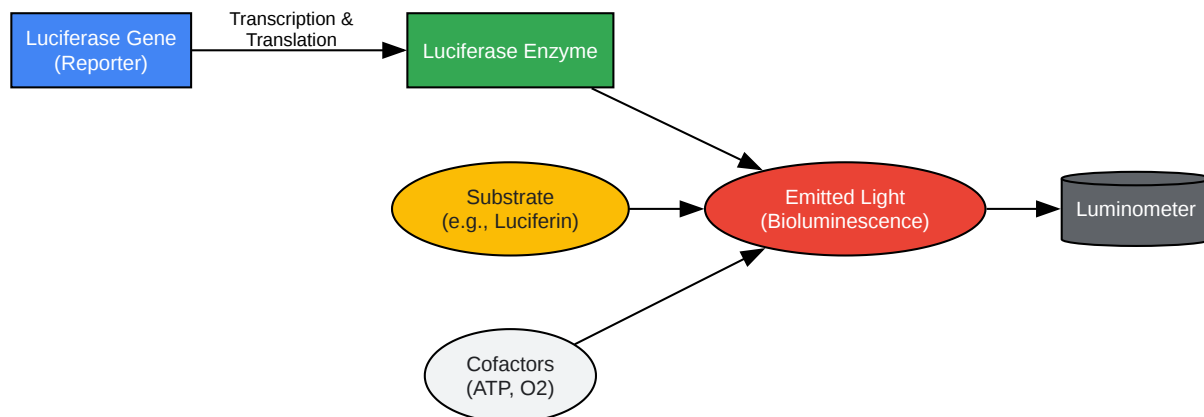 Luciferase Gene
(Reporter)
Transcription &
Translation
Luciferase Enzyme
Substrate
(e.g., Luciferin)
Emitted Light
(Bioluminescence)
Luminometer
Cofactors
(ATP, O2)